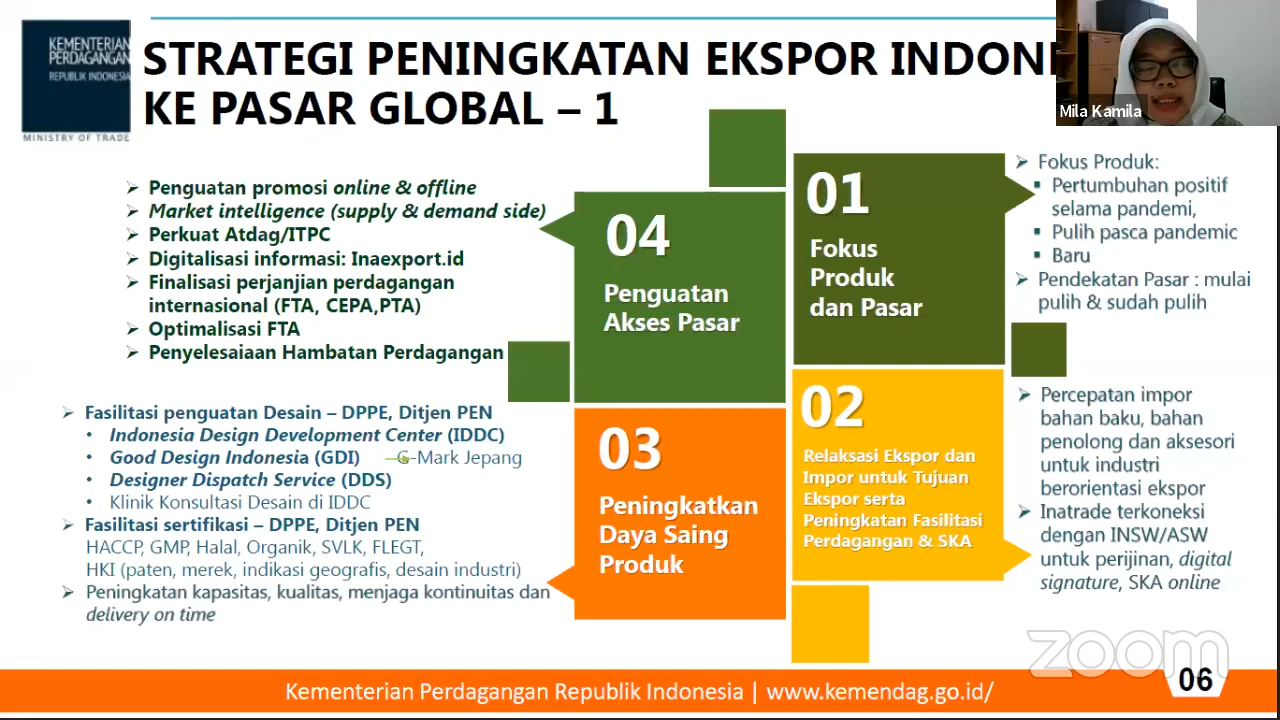 KEMENTERIAN
PERDAGANGAN
REPUBLIK INDONESIA
MINISTRY OF TRADE
STRATEGI PENINGKATAN EKSPOR
KE PASAR GLOBAL – 1
Mila Kamila
01
Fokus
Produk
dan Pasar
➢ Fokus Produk:
▪ Pertumbuhan positif
selama pandemi,
▪ Pulih pasca pandemic
▪ Baru
➢ Pendekatan Pasar : mulai
pulih & sudah pulih
02
Relaksasi Ekspor dan
Impor untuk Tujuan
Ekspor serta
Peningkatan Fasilitasi
Perdagangan & SKA
➢ Percepatan impor
bahan baku, bahan
penolong dan aksesori
untuk industri
berorientasi ekspor
➢ Inatrade terkoneksi
dengan INSW/ASW
untuk perijinan, digital
signature, SKA online
03
Peningkatkan
Daya Saing
Produk
➢ Fasilitasi penguatan Desain – DPPE, Ditjen PEN
• Indonesia Design Development Center (IDDC)
• Good Design Indonesia (GDI) G-Mark Jepang
• Designer Dispatch Service (DDS)
• Klinik Konsultasi Desain di IDDC
➢ Fasilitasi sertifikasi – DPPE, Ditjen PEN
HACCP, GMP, Halal, Organik, SVLK, FLEGT,
HKI (paten, merek, indikasi geografis, desain industri)
➢ Peningkatan kapasitas, kualitas, menjaga kontinuitas dan
delivery on time
04
Penguatan
Akses Pasar
➢ Penguatan promosi online & offline
➢ Market intelligence (supply & demand side)
➢ Perkuat Atdag/ITPC
➢ Digitalisasi informasi: Inaexport.id
➢ Finalisasi perjanjian perdagangan
internasional (FTA, CEPA,PTA)
➢ Optimalisasi FTA
➢ Penyelesaiaan Hambatan Perdagangan
zoom
Kementerian Perdagangan Republik Indonesia | www.kemendag.go.id/
06